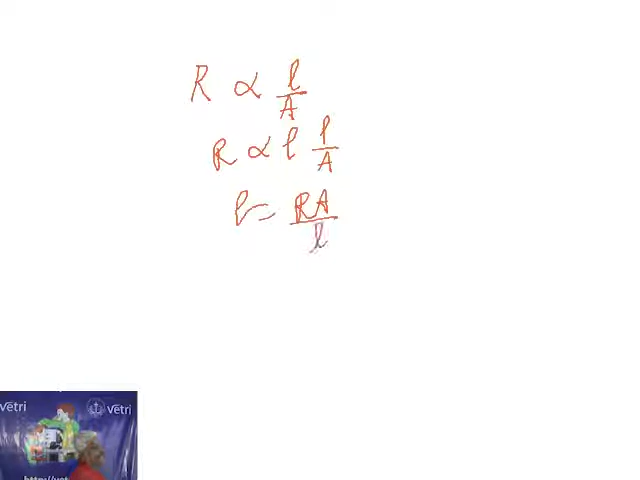 R ∝ l/A
R ∝ l l/A
l = RA/l
Vetri
Vetri